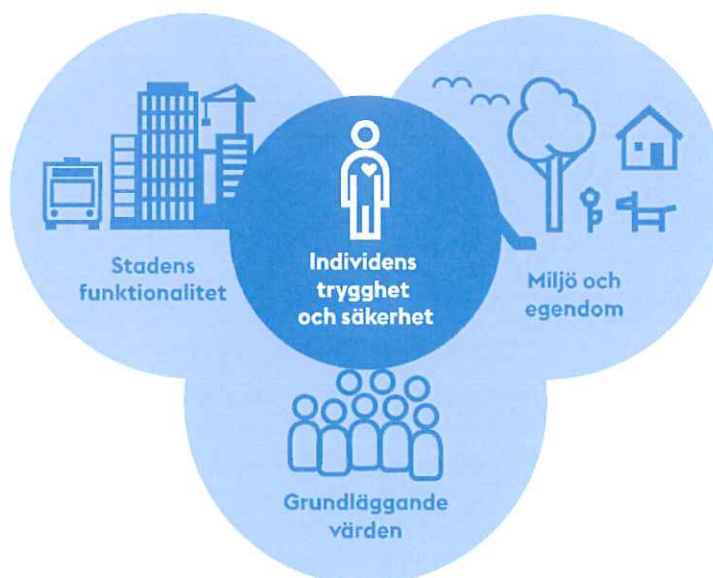 Stadens
funktionalitet
Individens
trygghet
och säkerhet
Miljö och
egendom
Grundläggande
värden